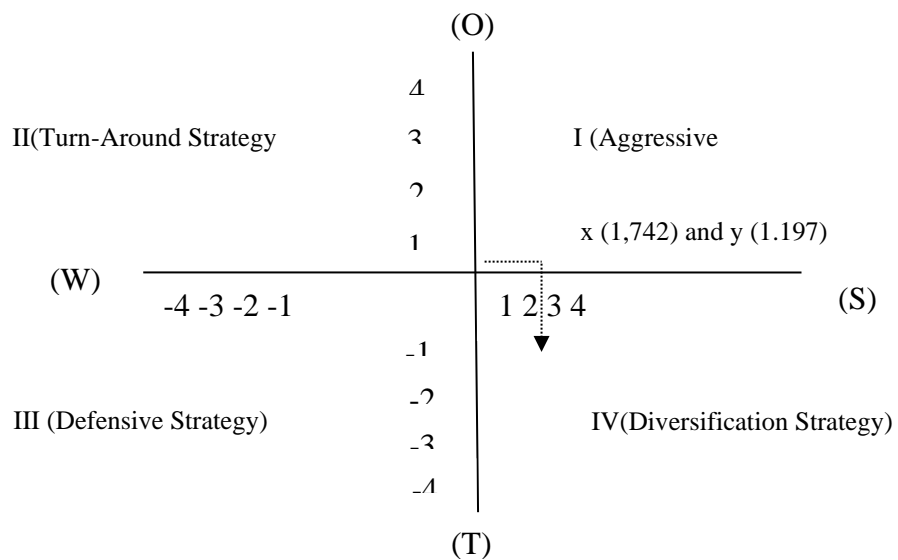 (O)
4
3
2
1
II(Turn-Around Strategy
I (Aggressive
x (1,742) and y (1.197)
(W)
-4 -3 -2 -1
1 2 3 4
(S)
-1
-2
-3
-4
III (Defensive Strategy)
IV(Diversification Strategy)
(T)